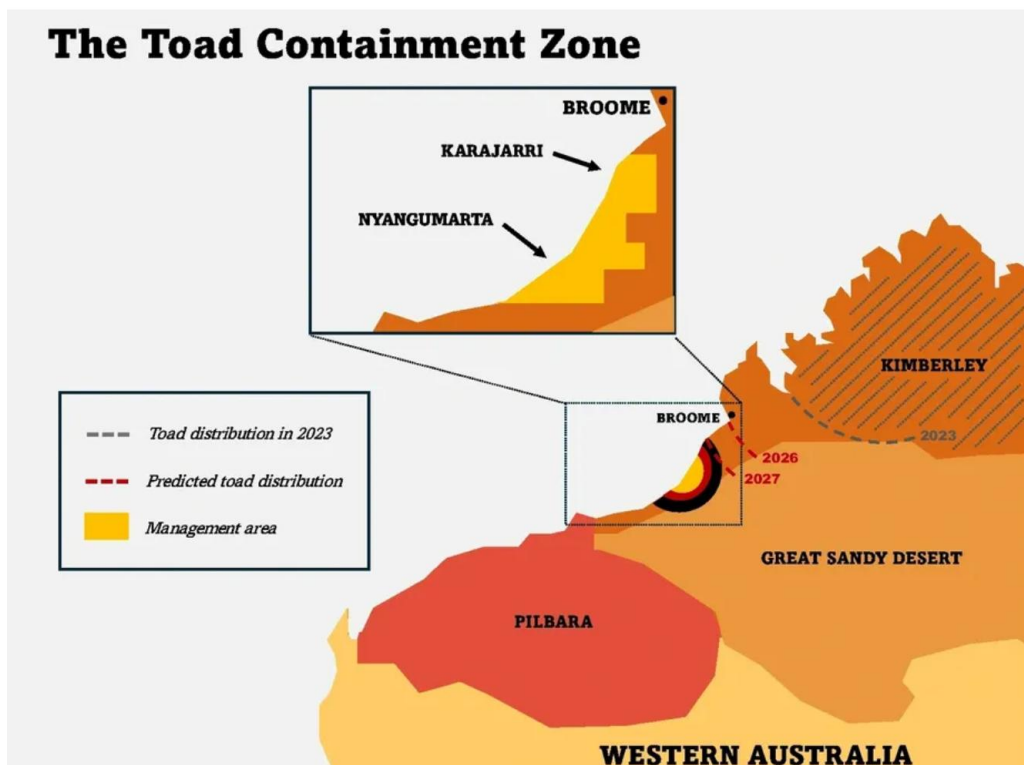 The Toad Containment Zone
BROOME
KARAJARRI
NYANGUMARTA
KIMBERLEY
BROOME
2023
2026
2027
Toad distribution in 2023
Predicted toad distribution
Management area
GREAT SANDY DESERT
PILBARA
WESTERN AUSTRALIA